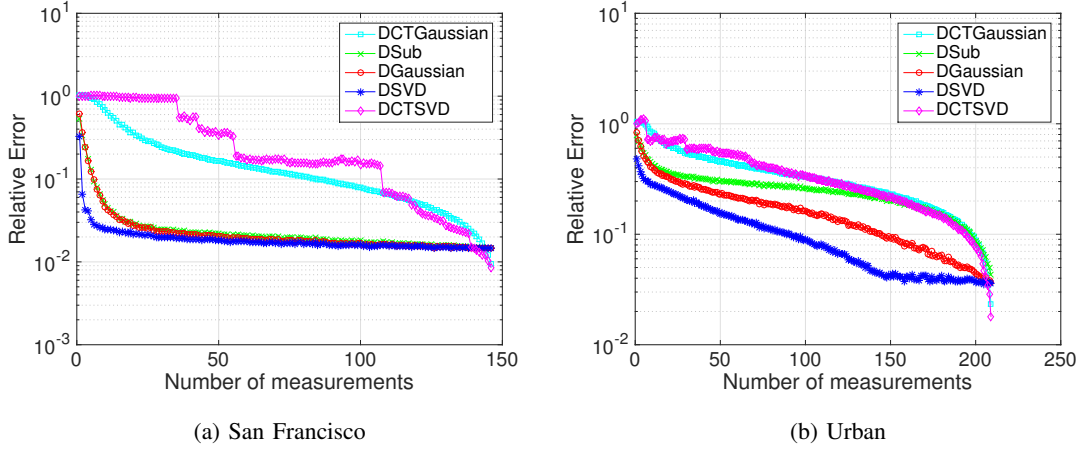 DCTGaussian
DSub
DGaussian
DSVD
DCTSVD
10^1
10^0
10^-1
10^-2
10^-3
Relative Error
0 50 100 150
Number of measurements
(a) San Francisco
DCTGaussian
DSub
DGaussian
DSVD
DCTSVD
10^1
10^0
10^-1
10^-2
Relative Error
0 50 100 150 200 250
Number of measurements
(b) Urban